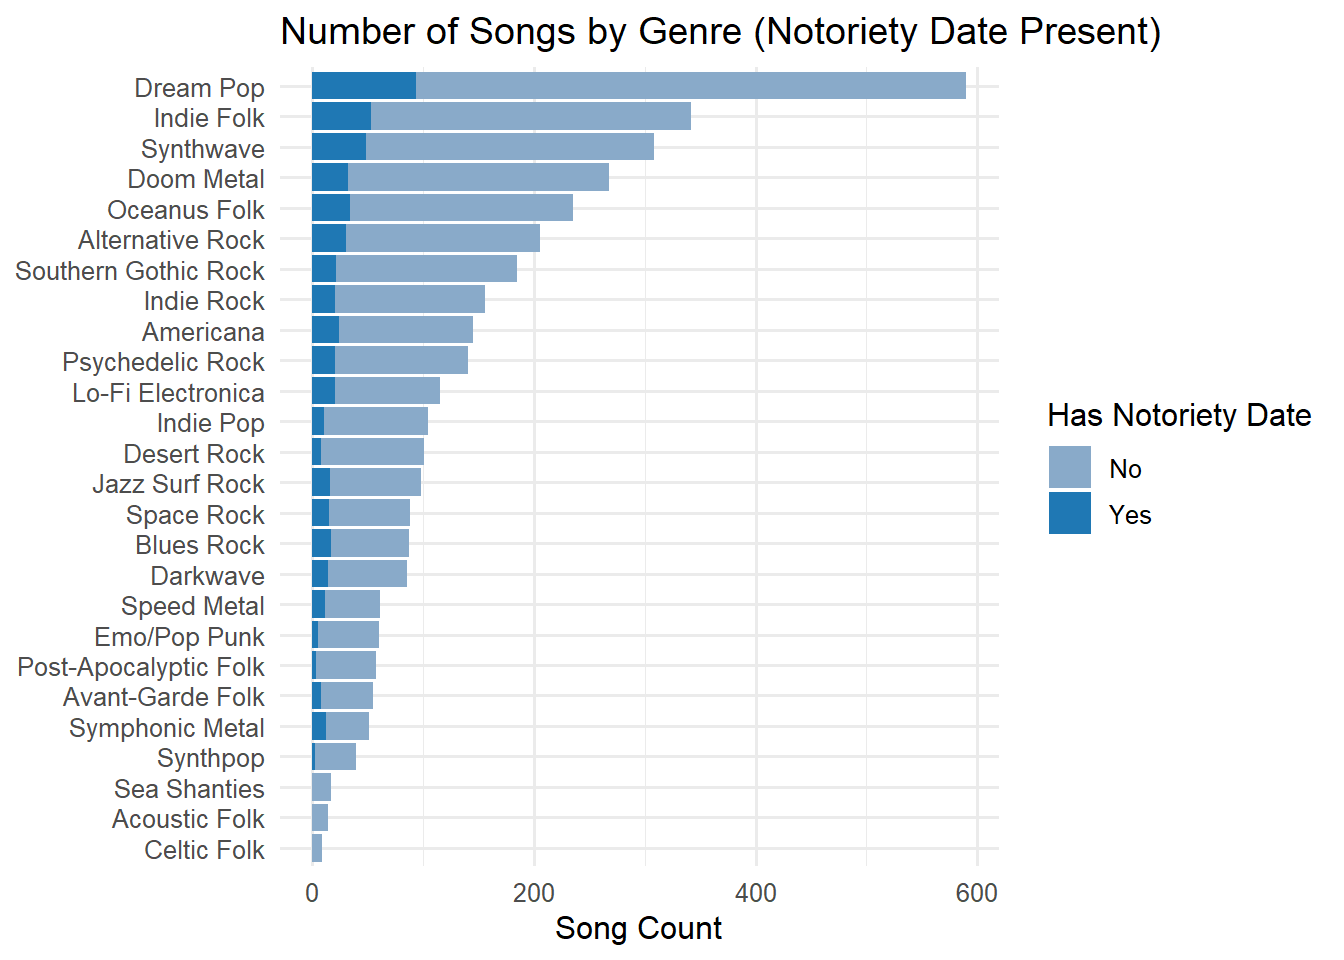 Number of Songs by Genre (Notoriety Date Present)
Dream Pop
Indie Folk
Synthwave
Doom Metal
Oceanus Folk
Alternative Rock
Southern Gothic Rock
Indie Rock
Americana
Psychedelic Rock
Lo-Fi Electronica
Indie Pop
Desert Rock
Jazz Surf Rock
Space Rock
Blues Rock
Darkwave
Speed Metal
Emo/Pop Punk
Post-Apocalyptic Folk
Avant-Garde Folk
Symphonic Metal
Synthpop
Sea Shanties
Acoustic Folk
Celtic Folk
0 200 400 600
Song Count
Has Notoriety Date
No
Yes